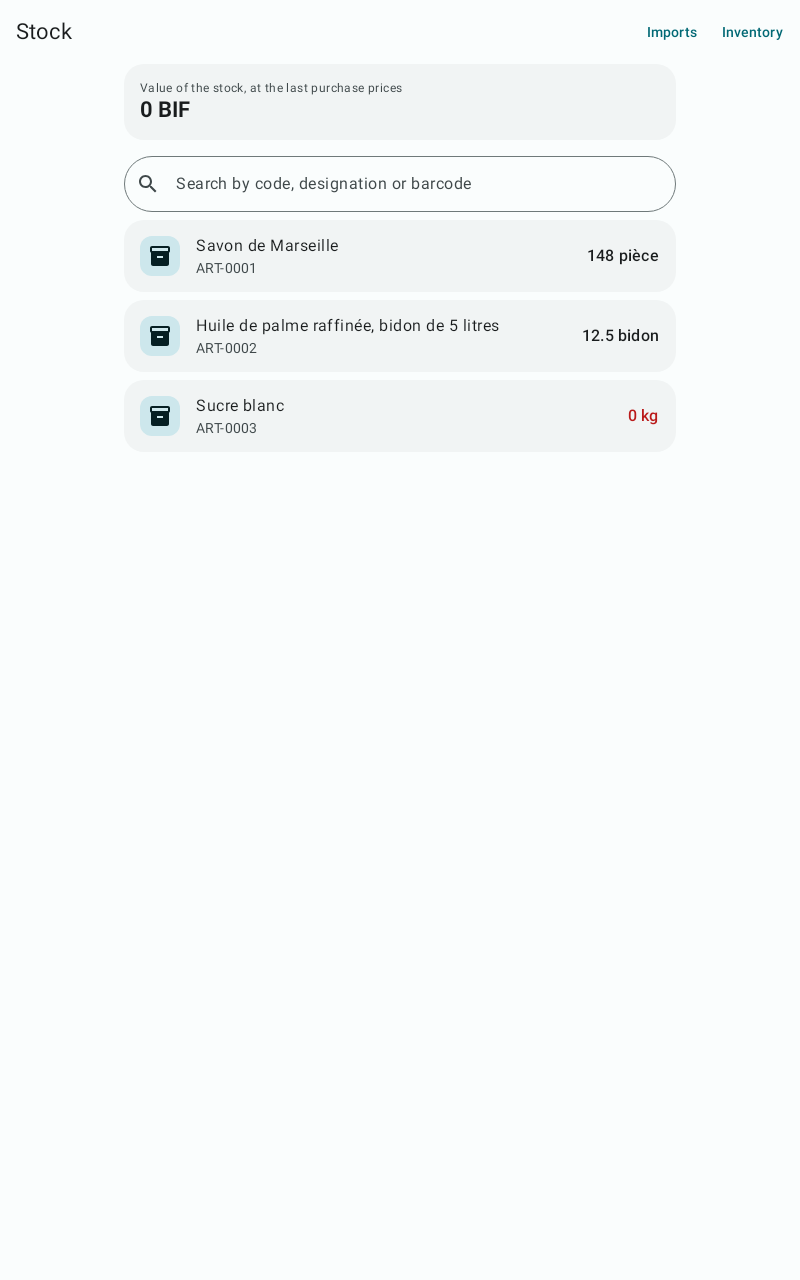 Stock
Imports
Inventory
Value of the stock, at the last purchase prices
0 BIF
Search by code, designation or barcode
Savon de Marseille
ART-0001
148 pièce
Huile de palme raffinée, bidon de 5 litres
ART-0002
12.5 bidon
Sucre blanc
ART-0003
0 kg